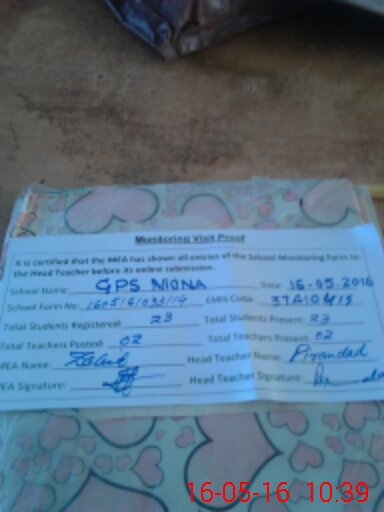 Monitoring Visit Proof
It is certified that the MEA has shown all entries of the School Monitoring Form to
the Head Teacher before its online submission.
School Name: GPS NIONA Date: 16-05-2016
School Form No: EMIS Code:
Total Students Registered: 23 Total Students Present: 23
Total Teachers Posted: 02 Total Teachers Present: 02
MEA Name: Head Teacher Name: Pirandad
MEA Signature: Head Teacher Signature:
16-05-16 10.39